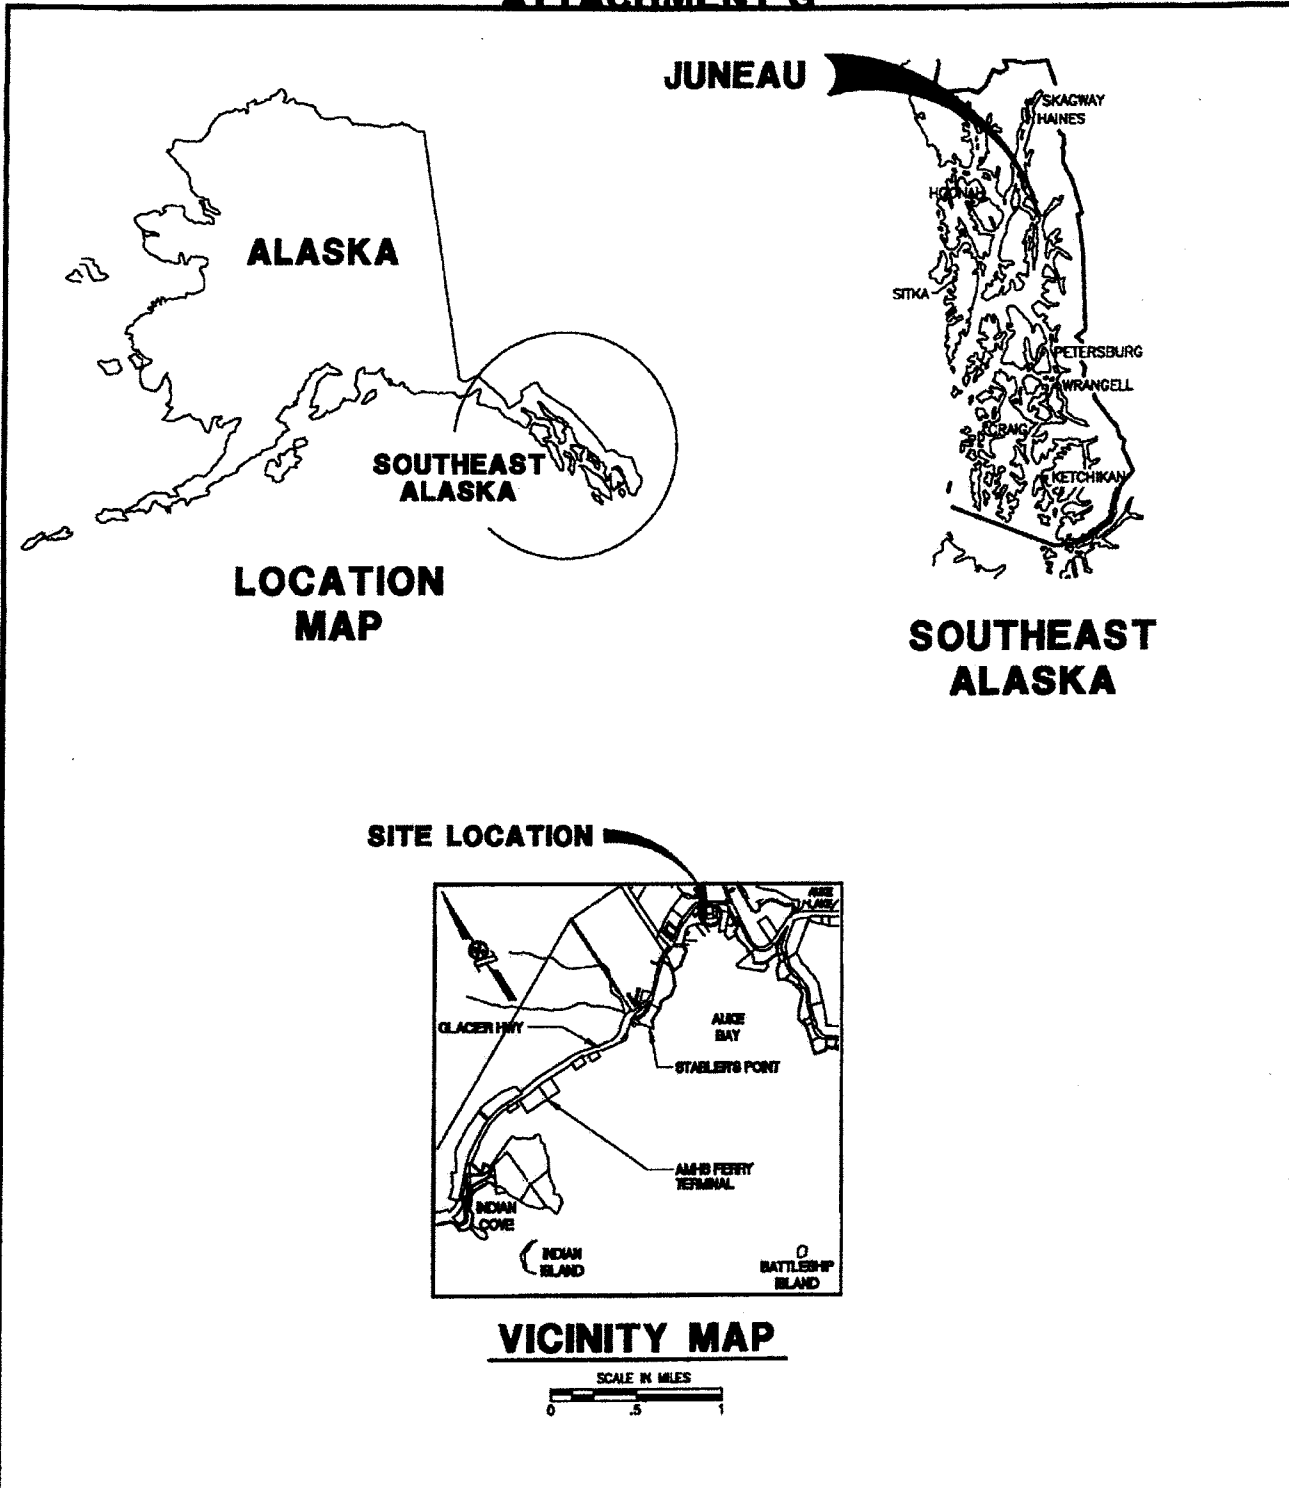 JUNEAU
SKAGWAY
HAINES
HOONAH
ALASKA
SITKA
PETERSBURG
WRANGELL
CRAIG
KETCHIKAN
SOUTHEAST
ALASKA
LOCATION
MAP
SOUTHEAST
ALASKA
SITE LOCATION
AUKE
LAKE
GLACIER HWY
AUKE
BAY
STABLER'S POINT
AMHS FERRY
TERMINAL
INDIAN
COVE
INDIAN
ISLAND
BATTLESHIP
ISLAND
VICINITY MAP
SCALE IN MILES
0 .5 1